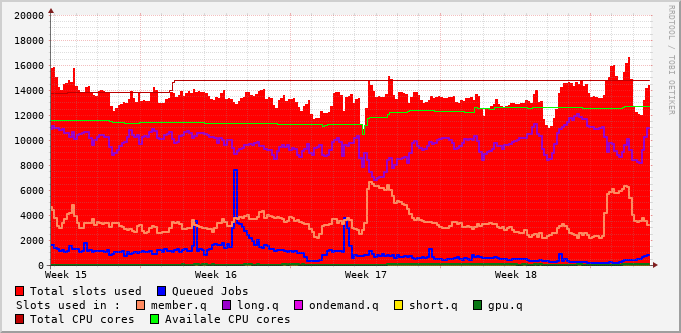 20000
18000
16000
14000
12000
10000
8000
6000
4000
2000
0
Week 15 Week 16 Week 17 Week 18
Total slots used Queued Jobs
Slots used in : member.q long.q ondemand.q short.q gpu.q
Total CPU cores Availale CPU cores
RRDTOOL / TOBI OETIKER